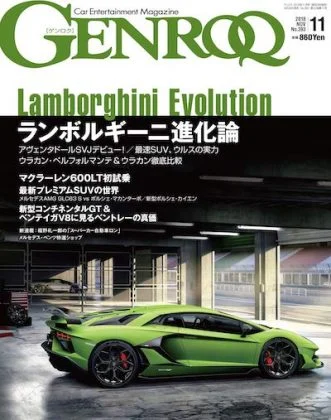 Car Entertainment Magazine
GENROQ
[ゲンロク]
2018
NOV
No.393
11
860YEN
Lamborghini Evolution
ランボルギーニ進化論
アヴェンタドールSVJデビュー！／最速SUV、ウルスの実力
ウラカン・ペルフォルマンテ & ウラカン徹底比較
マクラーレン600LT初試乗
最新プレミアムSUVの世界
メルセデスAMG GLC63 S vs ポルシェ・マカンターボ／新型ポルシェ・カイエン
新型コンチネンタルGT &
ベンテイガV8に見るベントレーの真価
メルセデス・ベンツ特選ショップ